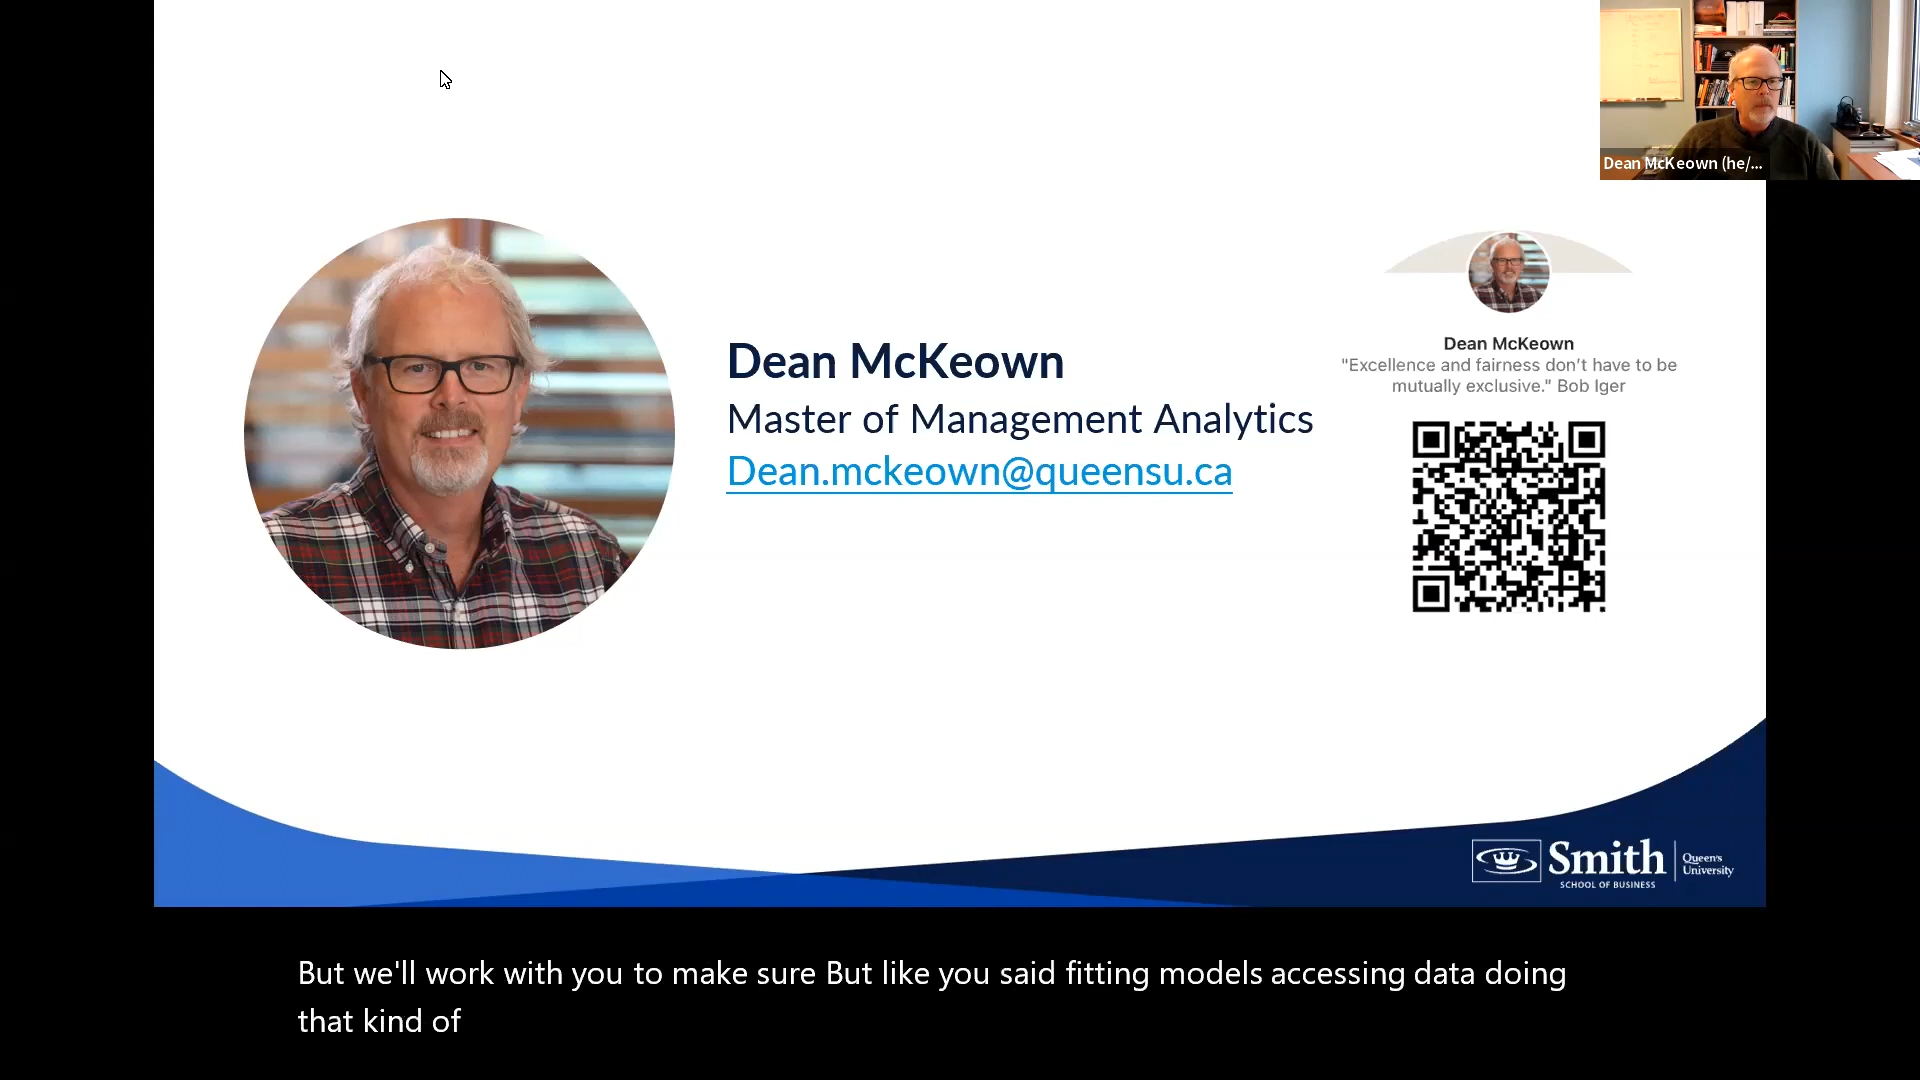 Dean McKeown (he/...
Dean McKeown
Master of Management Analytics
Dean.mckeown@queensu.ca
Dean McKeown
"Excellence and fairness don't have to be
mutually exclusive." Bob Iger
Smith
SCHOOL OF BUSINESS
Queen's
University
But we'll work with you to make sure But like you said fitting models accessing data doing
that kind of